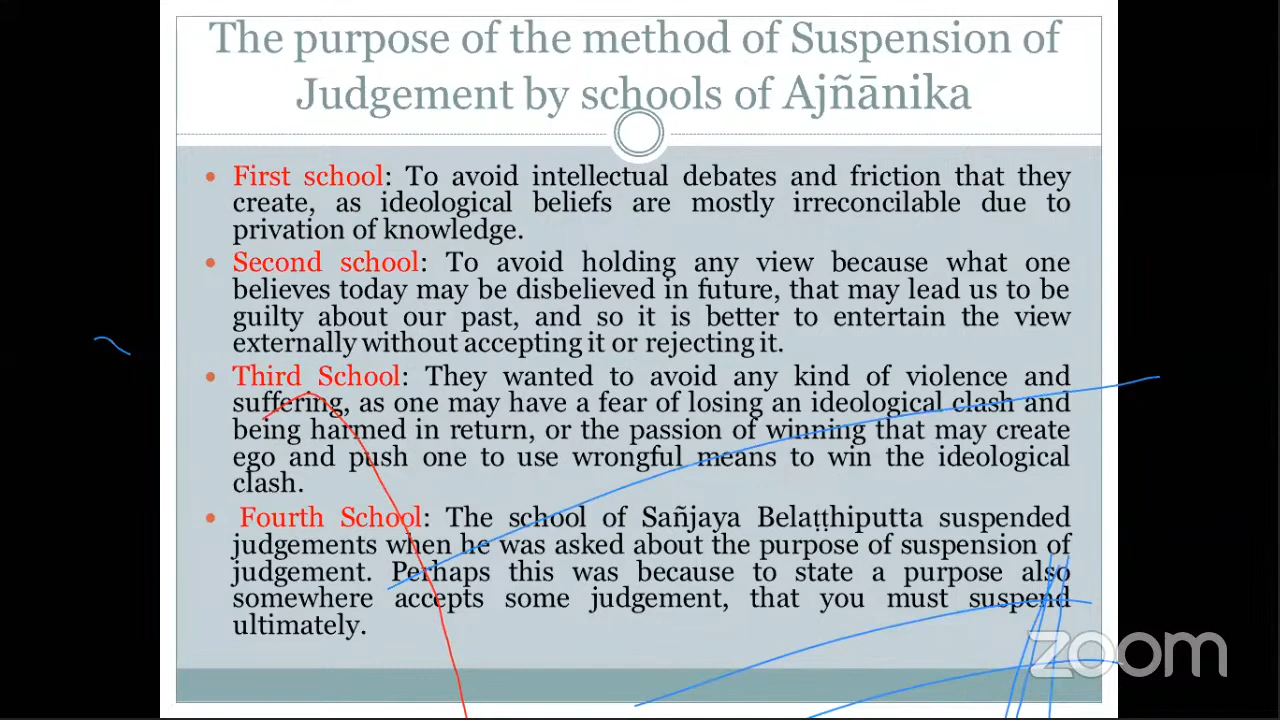 The purpose of the method of Suspension of
Judgement by schools of Ajñānika
• First school: To avoid intellectual debates and friction that they
create, as ideological beliefs are mostly irreconcilable due to
privation of knowledge.
• Second school: To avoid holding any view because what one
believes today may be disbelieved in future, that may lead us to be
guilty about our past, and so it is better to entertain the view
externally without accepting it or rejecting it.
• Third School: They wanted to avoid any kind of violence and
suffering, as one may have a fear of losing an ideological clash and
being harmed in return, or the passion of winning that may create
ego and push one to use wrongful means to win the ideological
clash.
• Fourth School: The school of Sañjaya Belaṭṭhiputta suspended
judgements when he was asked about the purpose of suspension of
judgement. Perhaps this was because to state a purpose also
somewhere accepts some judgement, that you must suspend
ultimately.
zoom